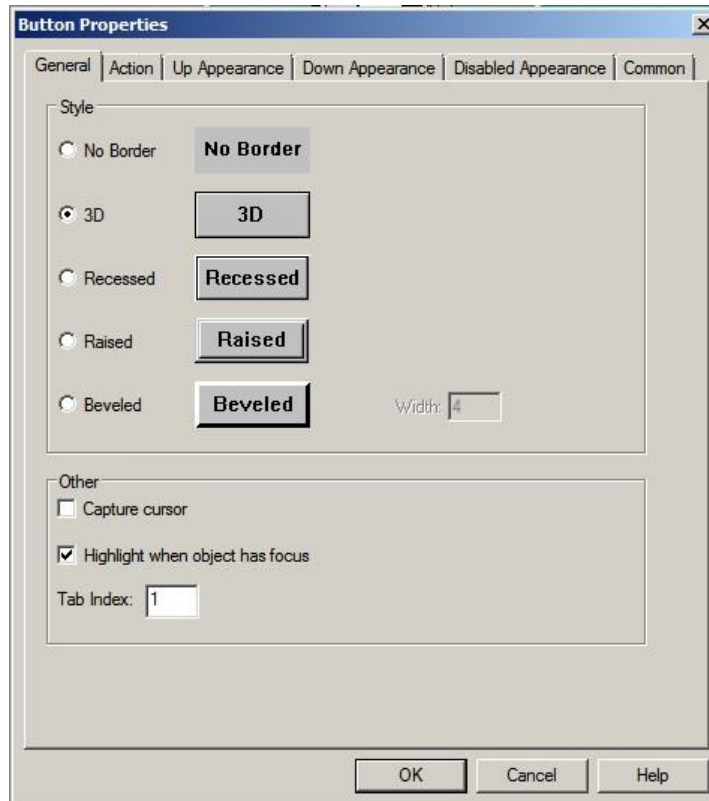 Button Properties
General Action Up Appearance Down Appearance Disabled Appearance Common
Style
No Border No Border
3D 3D
Recessed Recessed
Raised Raised
Beveled Beveled Width: 4
Other
Capture cursor
Highlight when object has focus
Tab Index: 1
OK Cancel Help